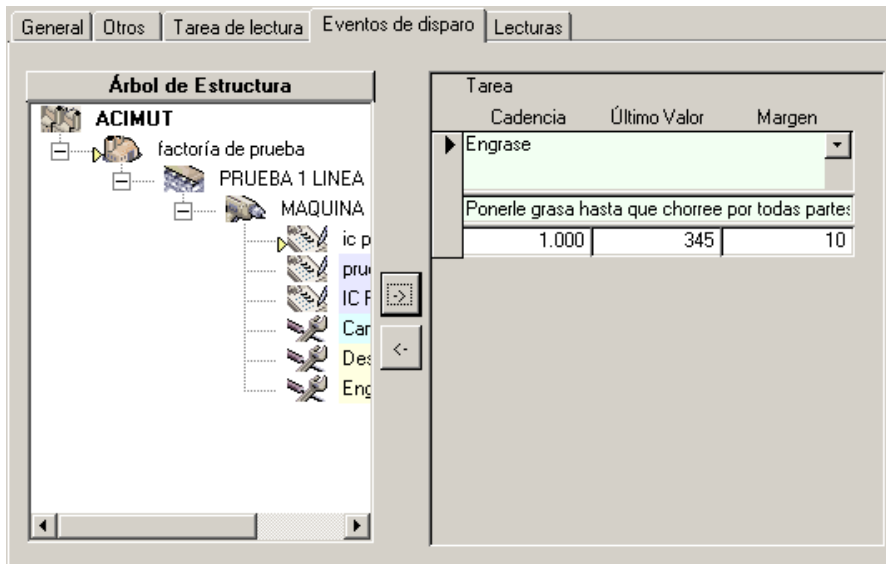 General Otros Tarea de lectura Eventos de disparo Lecturas
Árbol de Estructura
ACIMUT
factoría de prueba
PRUEBA 1 LINEA
MAQUINA
ic p
pru
IC
Car
Des
Eng
->
<-
Tarea
Cadencia Último Valor Margen
Engrase
Ponerle grasa hasta que chorree por todas partes
1.000 345 10